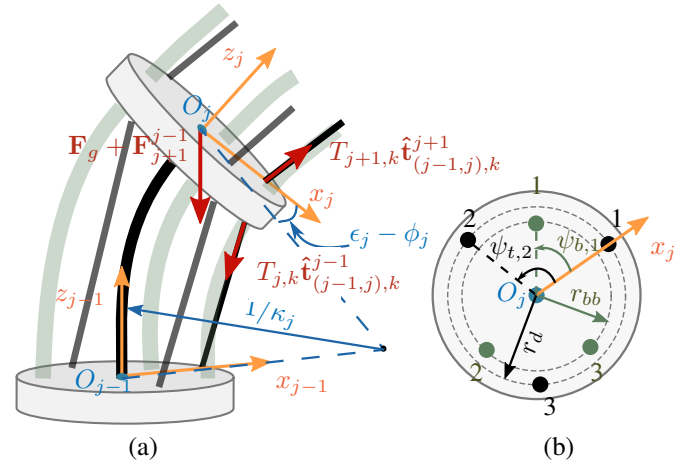 z_j
O_j
F_g + F_{j+1}^{j-1}
T_{j+1,k} t̂_{(j-1,j),k}^{j+1}
x_j
ϵ_j − ϕ_j
T_{j,k} t̂_{(j-1,j),k}^{j-1}
z_{j-1}
1/κ_j
O_{j-1}
x_{j-1}
(a)
1
2
1
ψ_{t,2}
ψ_{b,1}
x_j
O_j
r_{bb}
r_d
2
3
3
(b)